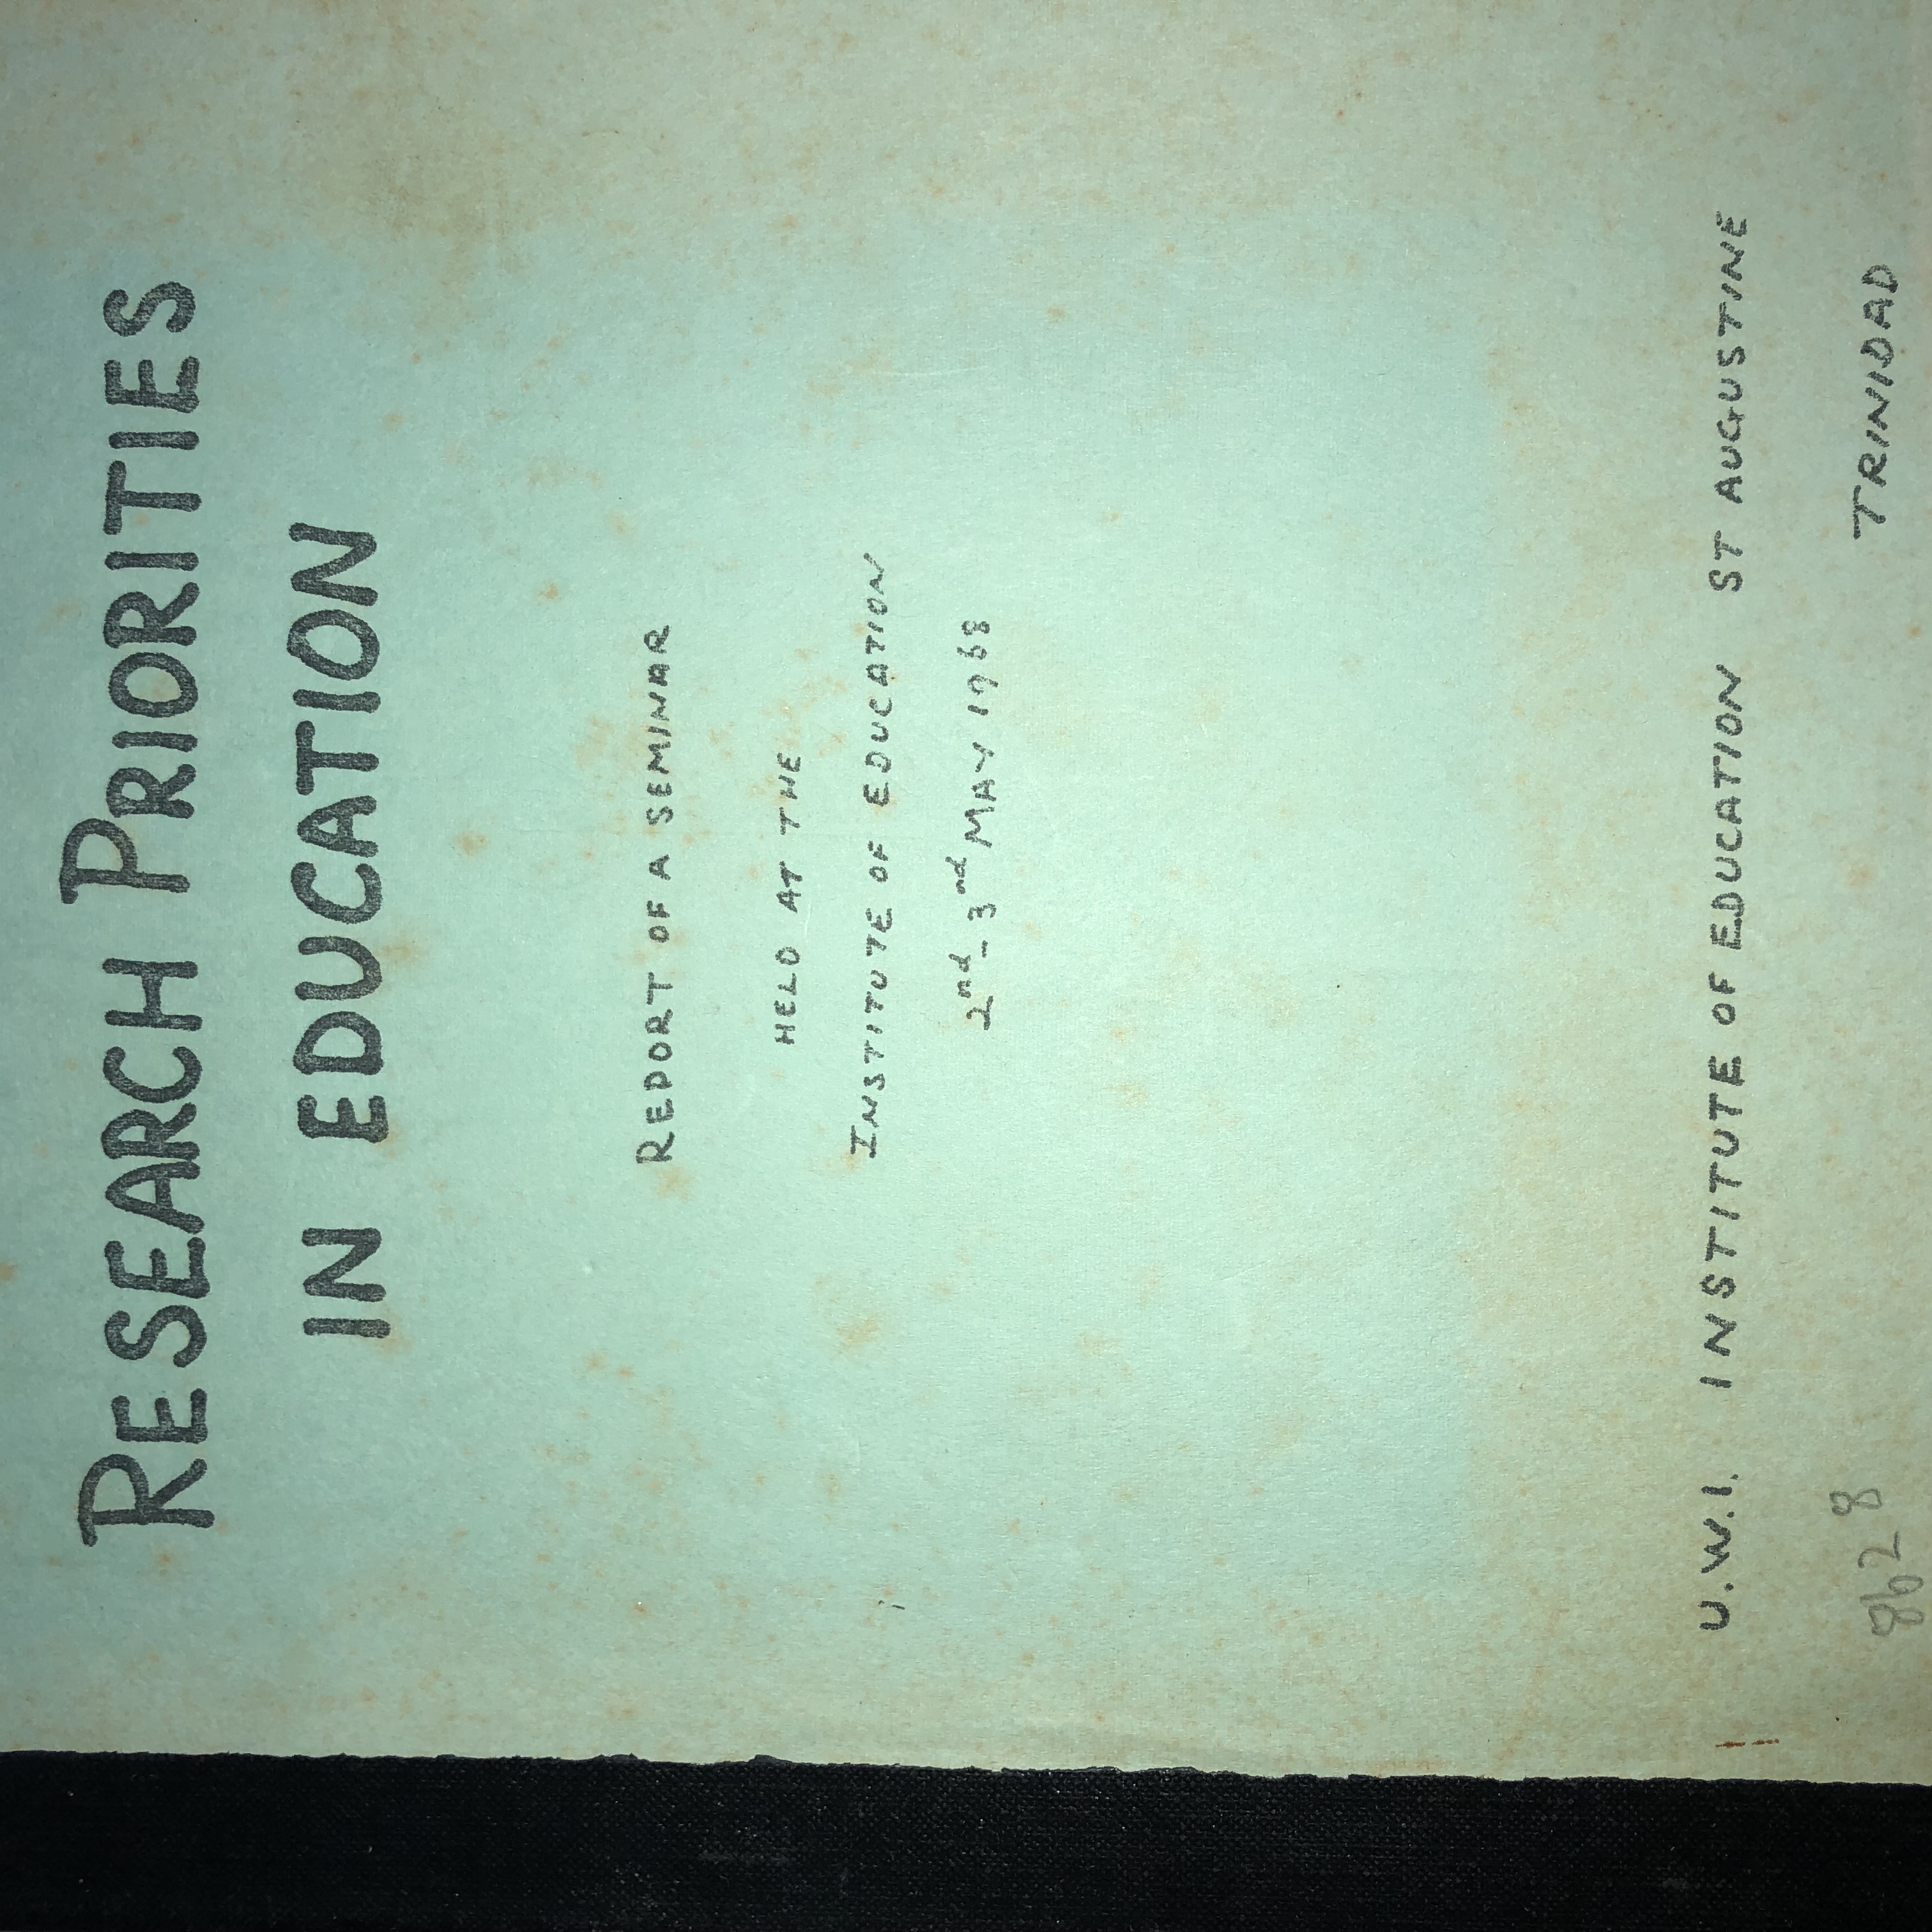 RESEARCH PRIORITIES
IN EDUCATION
REPORT OF A SEMINAR
HELD AT THE
INSTITUTE OF EDUCATION
2nd - 3nd MAY 1968
U.W.I. INSTITUTE OF EDUCATION ST AUGUSTINE
TRINIDAD
8628